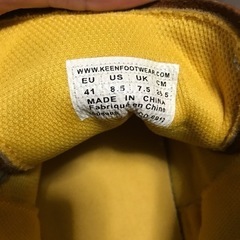 WWW.KEENFOOTWEAR.COM
EU US UK CM
41 8.5 7.5 26.5
MADE IN CHINA
Fabriqué en Chine